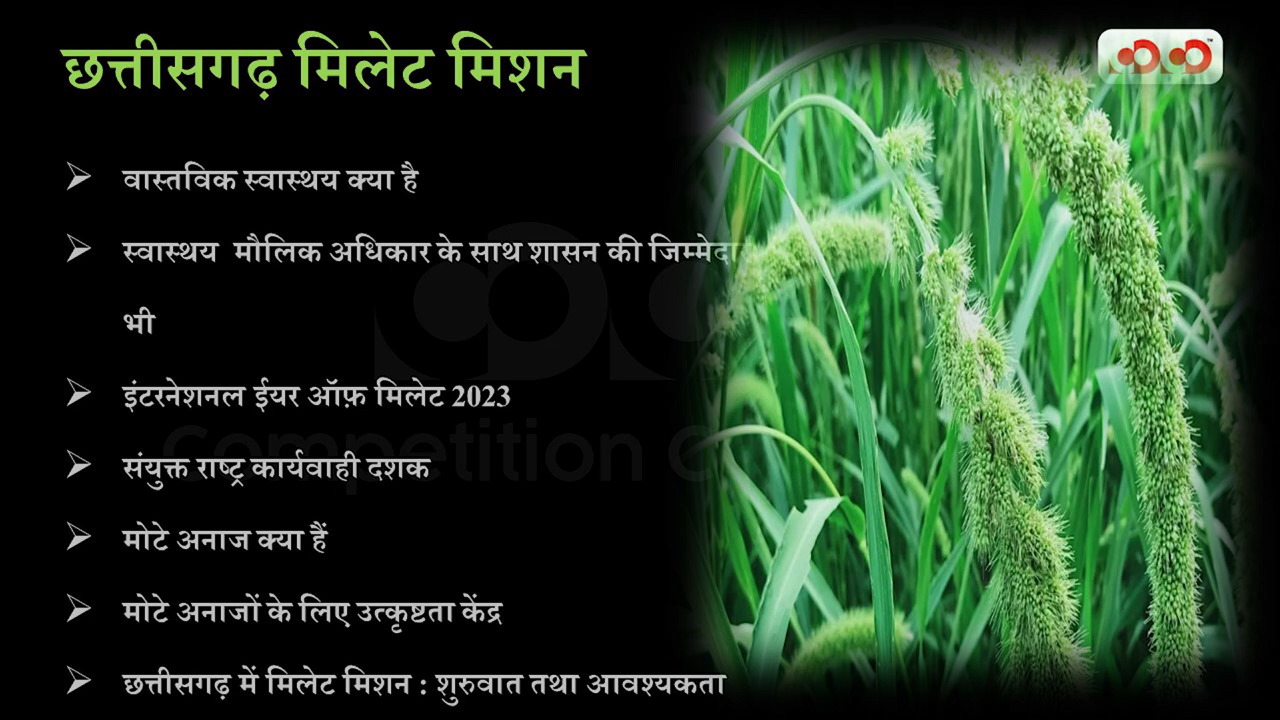 छत्तीसगढ़ मिलेट मिशन
वास्तविक स्वास्थय क्या है
स्वास्थय मौलिक अधिकार के साथ शासन की
भी
इंटरनेशनल ईयर ऑफ़ मिलेट 2023
संयुक्त राष्ट्र कार्यवाही दशक
मोटे अनाज क्या हैं
मोटे अनाजों के लिए उत्कृष्टता केंद्र
छत्तीसगढ़ में मिलेट मिशन : शुरुवात तथा आवश्यकता
Competition